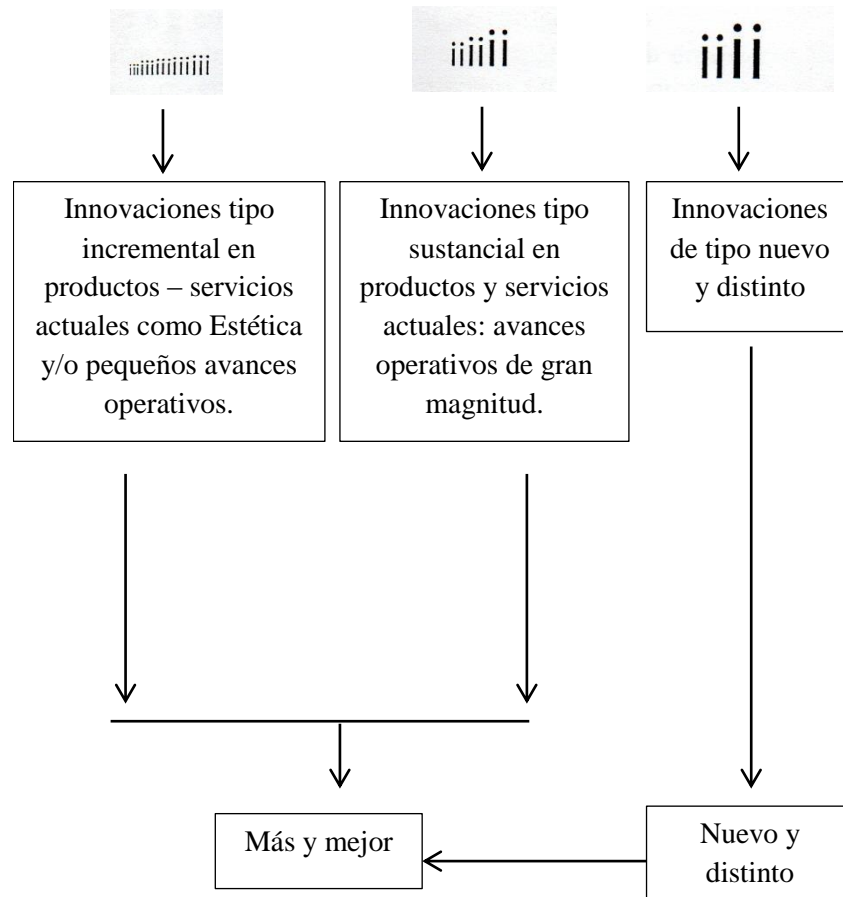 iiiiiiiiiiiiii
iiiiii
iiii
Innovaciones tipo
incremental en
productos – servicios
actuales como Estética
y/o pequeños avances
operativos.
Innovaciones tipo
sustancial en
productos y servicios
actuales: avances
operativos de gran
magnitud.
Innovaciones
de tipo nuevo
y distinto
Más y mejor
Nuevo y
distinto